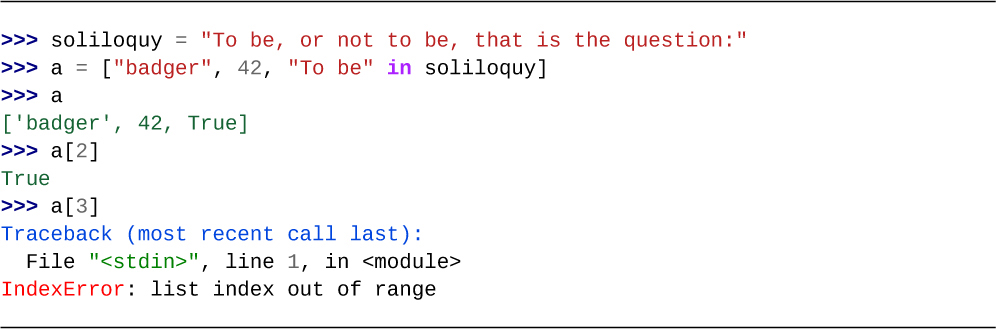 >>> soliloquy = "To be, or not to be, that is the question:"
>>> a = ["badger", 42, "To be" in soliloquy]
>>> a
['badger', 42, True]
>>> a[2]
True
>>> a[3]
Traceback (most recent call last):
  File "<stdin>", line 1, in <module>
IndexError: list index out of range